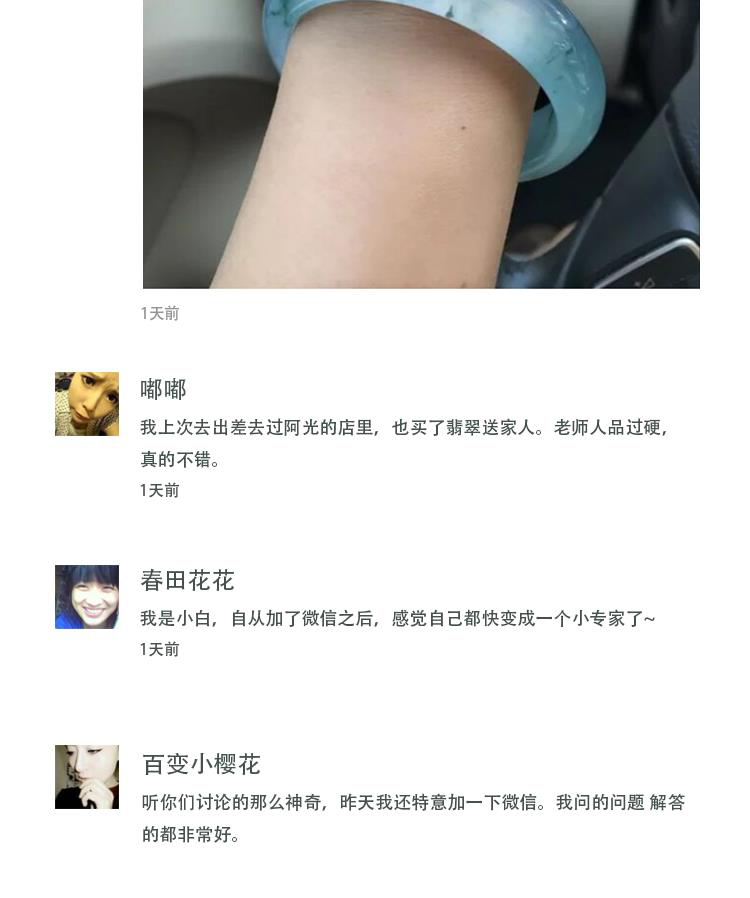 1天前
嘟嘟
我上次去出差去过阿光的店里，也买了翡翠送家人。老师人品过硬，
真的不错。
1天前
春田花花
我是小白，自从加了微信之后，感觉自己都快变成一个小专家了~
1天前
百变小樱花
听你们讨论的那么神奇，昨天我还特意加一下微信。我问的问题 解答
的都非常好。